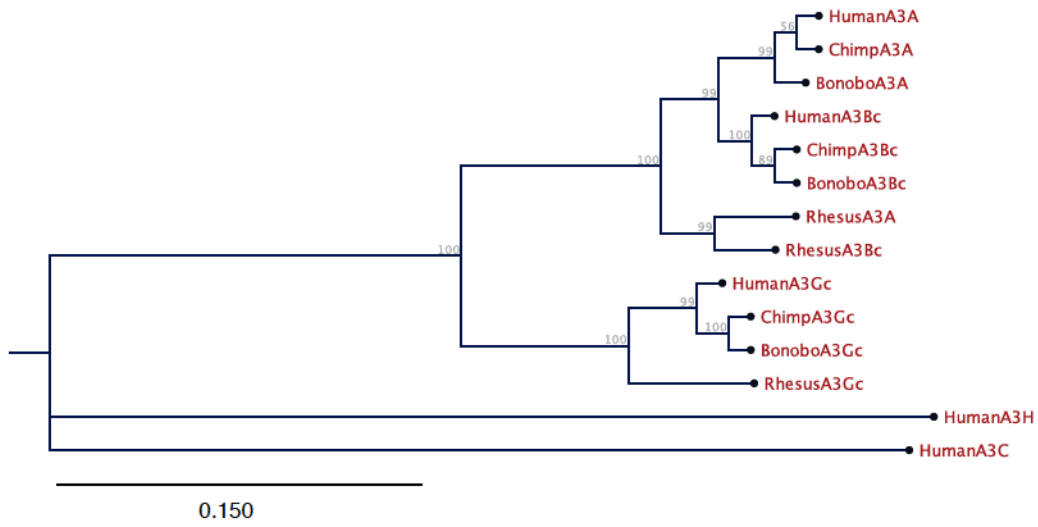 HumanA3A
56
ChimpA3A
99
BonoboA3A
99
HumanA3Bc
100
ChimpA3Bc
100
89
BonoboA3Bc
RhesusA3A
99
RhesusA3Bc
100
HumanA3Gc
99
ChimpA3Gc
100
BonoboA3Gc
100
RhesusA3Gc
HumanA3H
HumanA3C
0.150